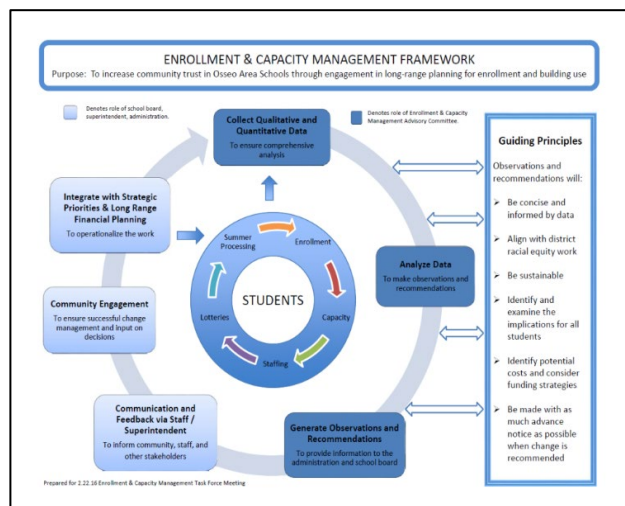 ENROLLMENT & CAPACITY MANAGEMENT FRAMEWORK
Purpose: To increase community trust in Osseo Area Schools through engagement in long-range planning for enrollment and building use
Denotes role of school board,
superintendent, administration.
Denotes role of Enrollment & Capacity
Management Advisory Committee.
Collect Qualitative and
Quantitative Data
To ensure comprehensive
analysis
Analyze Data
To make observations and
recommendations
Generate Observations and
Recommendations
To provide information to the
administration and school board
Communication and
Feedback via Staff /
Superintendent
To inform community, staff, and
other stakeholders
Community Engagement
To ensure successful change
management and input on
decisions
Integrate with Strategic
Priorities & Long Range
Financial Planning
To operationalize the work
Summer
Processing
Enrollment
Capacity
Staffing
Lotteries
STUDENTS
Guiding Principles
Observations and
recommendations will:
➢ Be concise and
informed by data
➢ Align with district
racial equity work
➢ Be sustainable
➢ Identify and
examine the
implications for all
students
➢ Identify potential
costs and consider
funding strategies
➢ Be made with as
much advance
notice as possible
when change is
recommended
Prepared for 2.22.16 Enrollment & Capacity Management Task Force Meeting